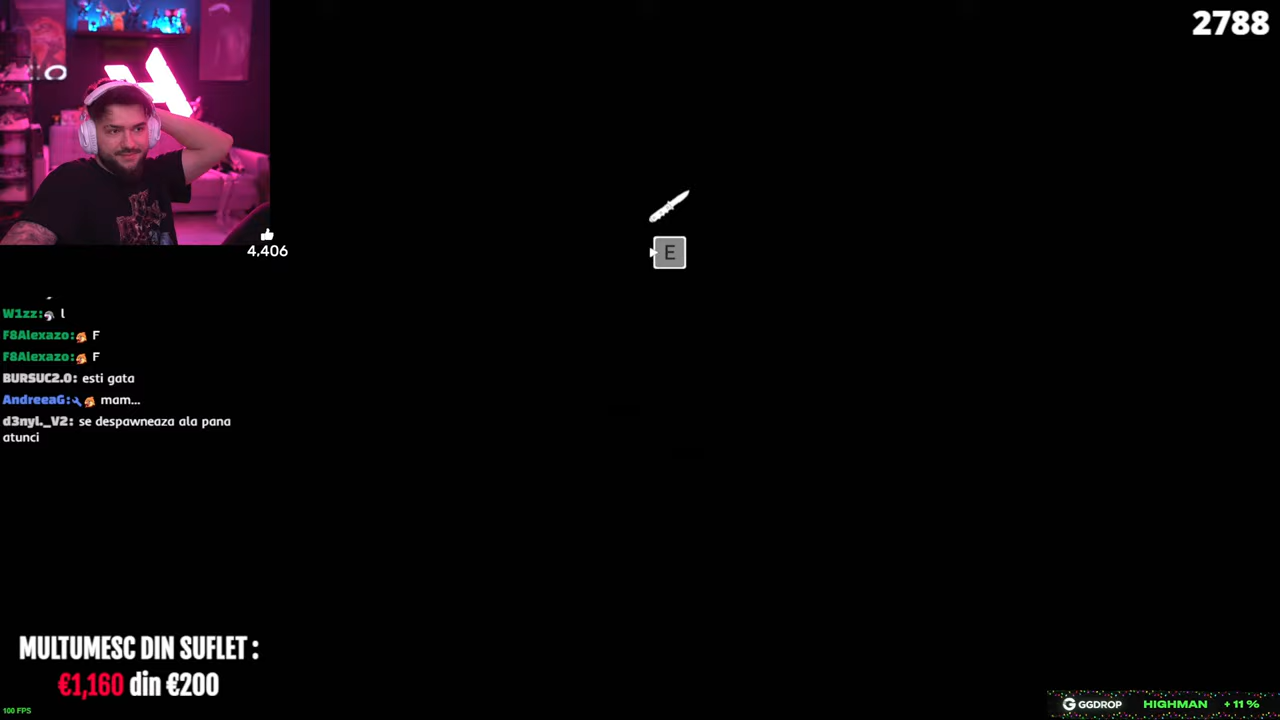 2788
4,406
E
W1zz: l
F8Alexazo: F
F8Alexazo: F
BURSUC2.0: esti gata
AndreeaG: mam...
d3nyl._V2: se despawneaza ala pana
atunci
MULTUMESC DIN SUFLET :
€1,160 din €200
100 FPS
GGDROP HIGHMAN + 11 %